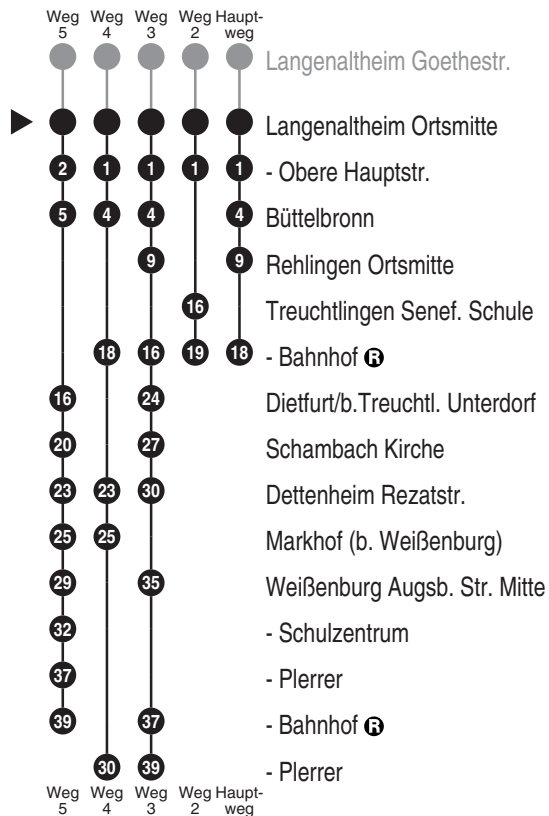 Weg Weg Weg Weg Haupt-
5 4 3 2 weg
Langenaltheim Goethestr.
Langenaltheim Ortsmitte
2 1 1 1 1 - Obere Hauptstr.
5 4 4 4 Büttelbronn
9 9 Rehlingen Ortsmitte
16 Treuchtlingen Senef. Schule
18 16 19 18 - Bahnhof R
16 24 Dietfurt/b.Treuchtl. Unterdorf
20 27 Schambach Kirche
23 23 30 Dettenheim Rezatstr.
25 25 Markhof (b. Weißenburg)
29 35 Weißenburg Augsb. Str. Mitte
32 - Schulzentrum
37 - Plerrer
39 37 - Bahnhof R
30 39 - Plerrer
Weg Weg Weg Weg Haupt-
5 4 3 2 weg